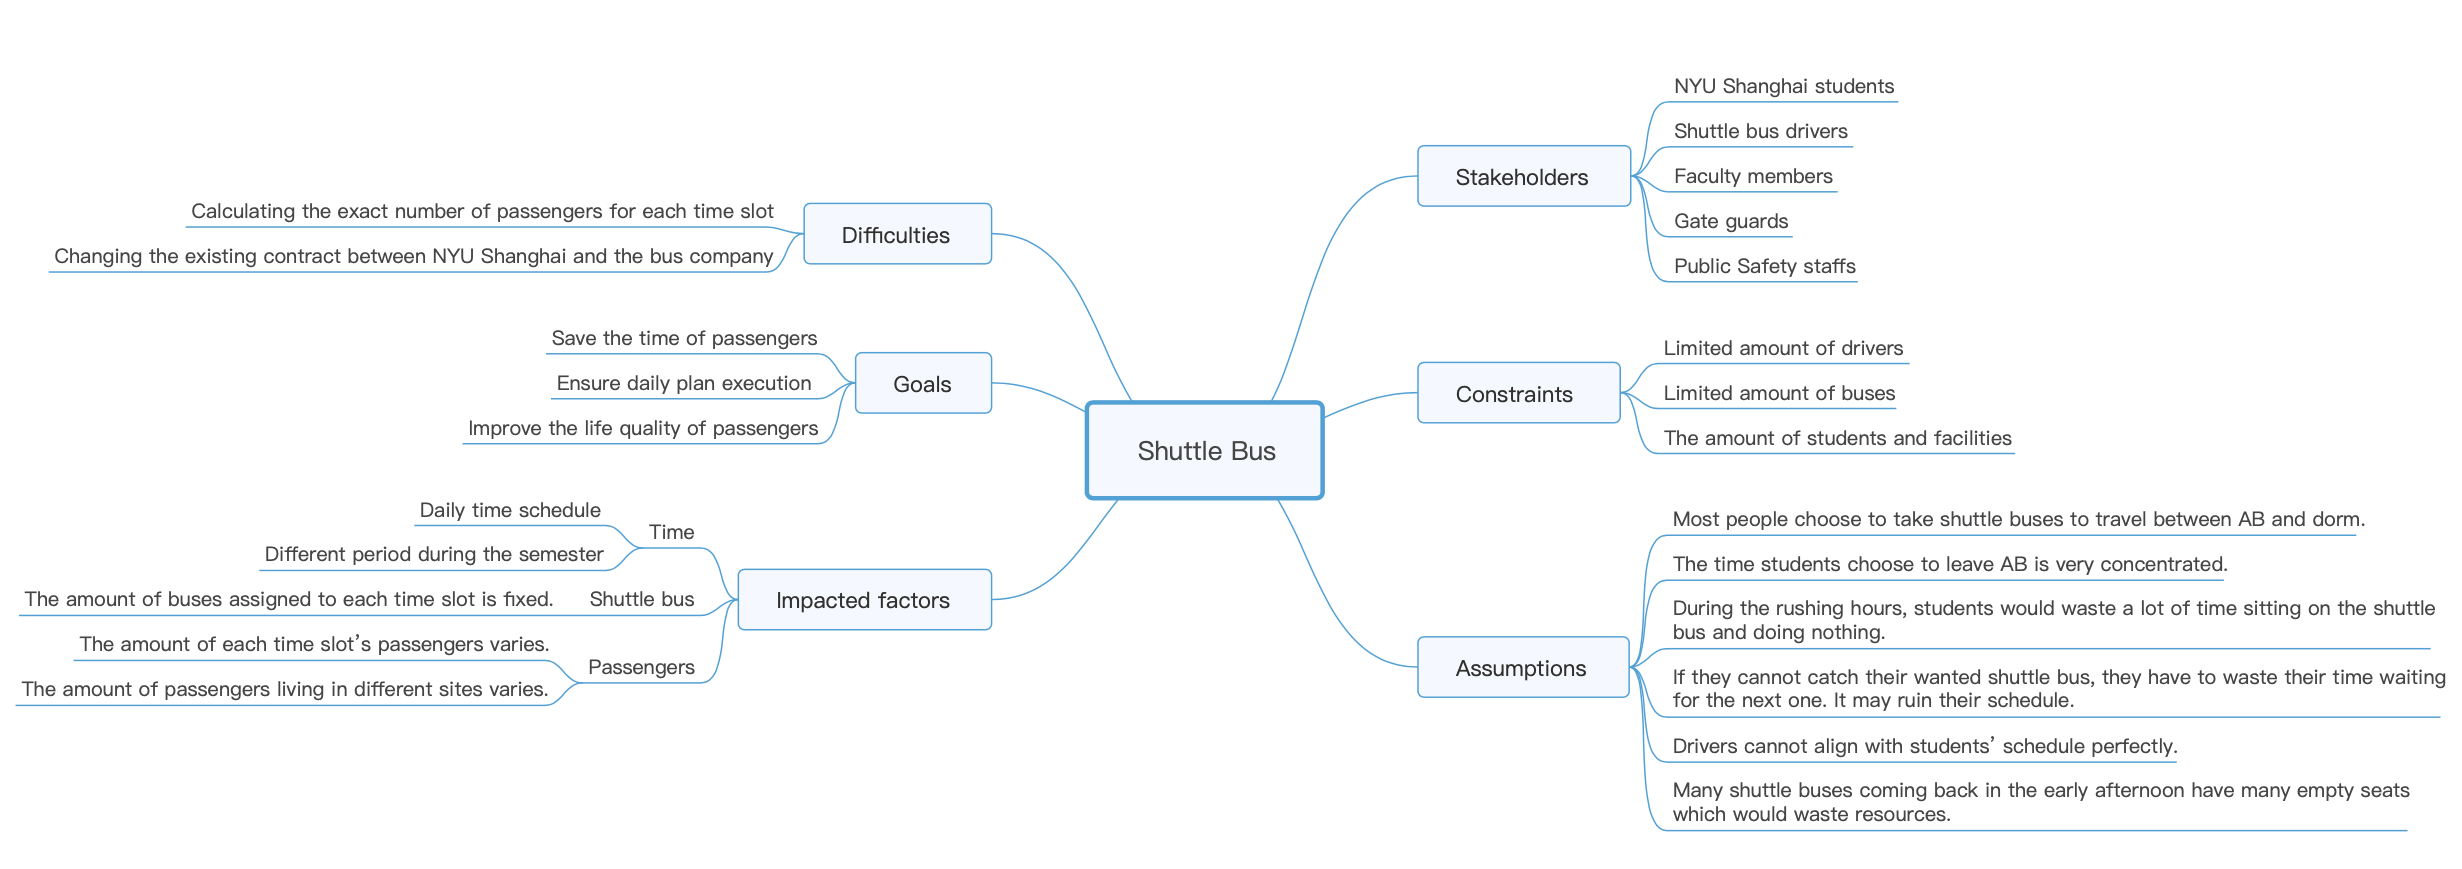 Shuttle Bus
Difficulties
Calculating the exact number of passengers for each time slot
Changing the existing contract between NYU Shanghai and the bus company
Goals
Save the time of passengers
Ensure daily plan execution
Improve the life quality of passengers
Impacted factors
Time
Daily time schedule
Different period during the semester
Shuttle bus
The amount of buses assigned to each time slot is fixed.
Passengers
The amount of each time slot’s passengers varies.
The amount of passengers living in different sites varies.
Stakeholders
NYU Shanghai students
Shuttle bus drivers
Faculty members
Gate guards
Public Safety staffs
Constraints
Limited amount of drivers
Limited amount of buses
The amount of students and facilities
Assumptions
Most people choose to take shuttle buses to travel between AB and dorm.
The time students choose to leave AB is very concentrated.
During the rushing hours, students would waste a lot of time sitting on the shuttle
bus and doing nothing.
If they cannot catch their wanted shuttle bus, they have to waste their time waiting
for the next one. It may ruin their schedule.
Drivers cannot align with students’ schedule perfectly.
Many shuttle buses coming back in the early afternoon have many empty seats
which would waste resources.